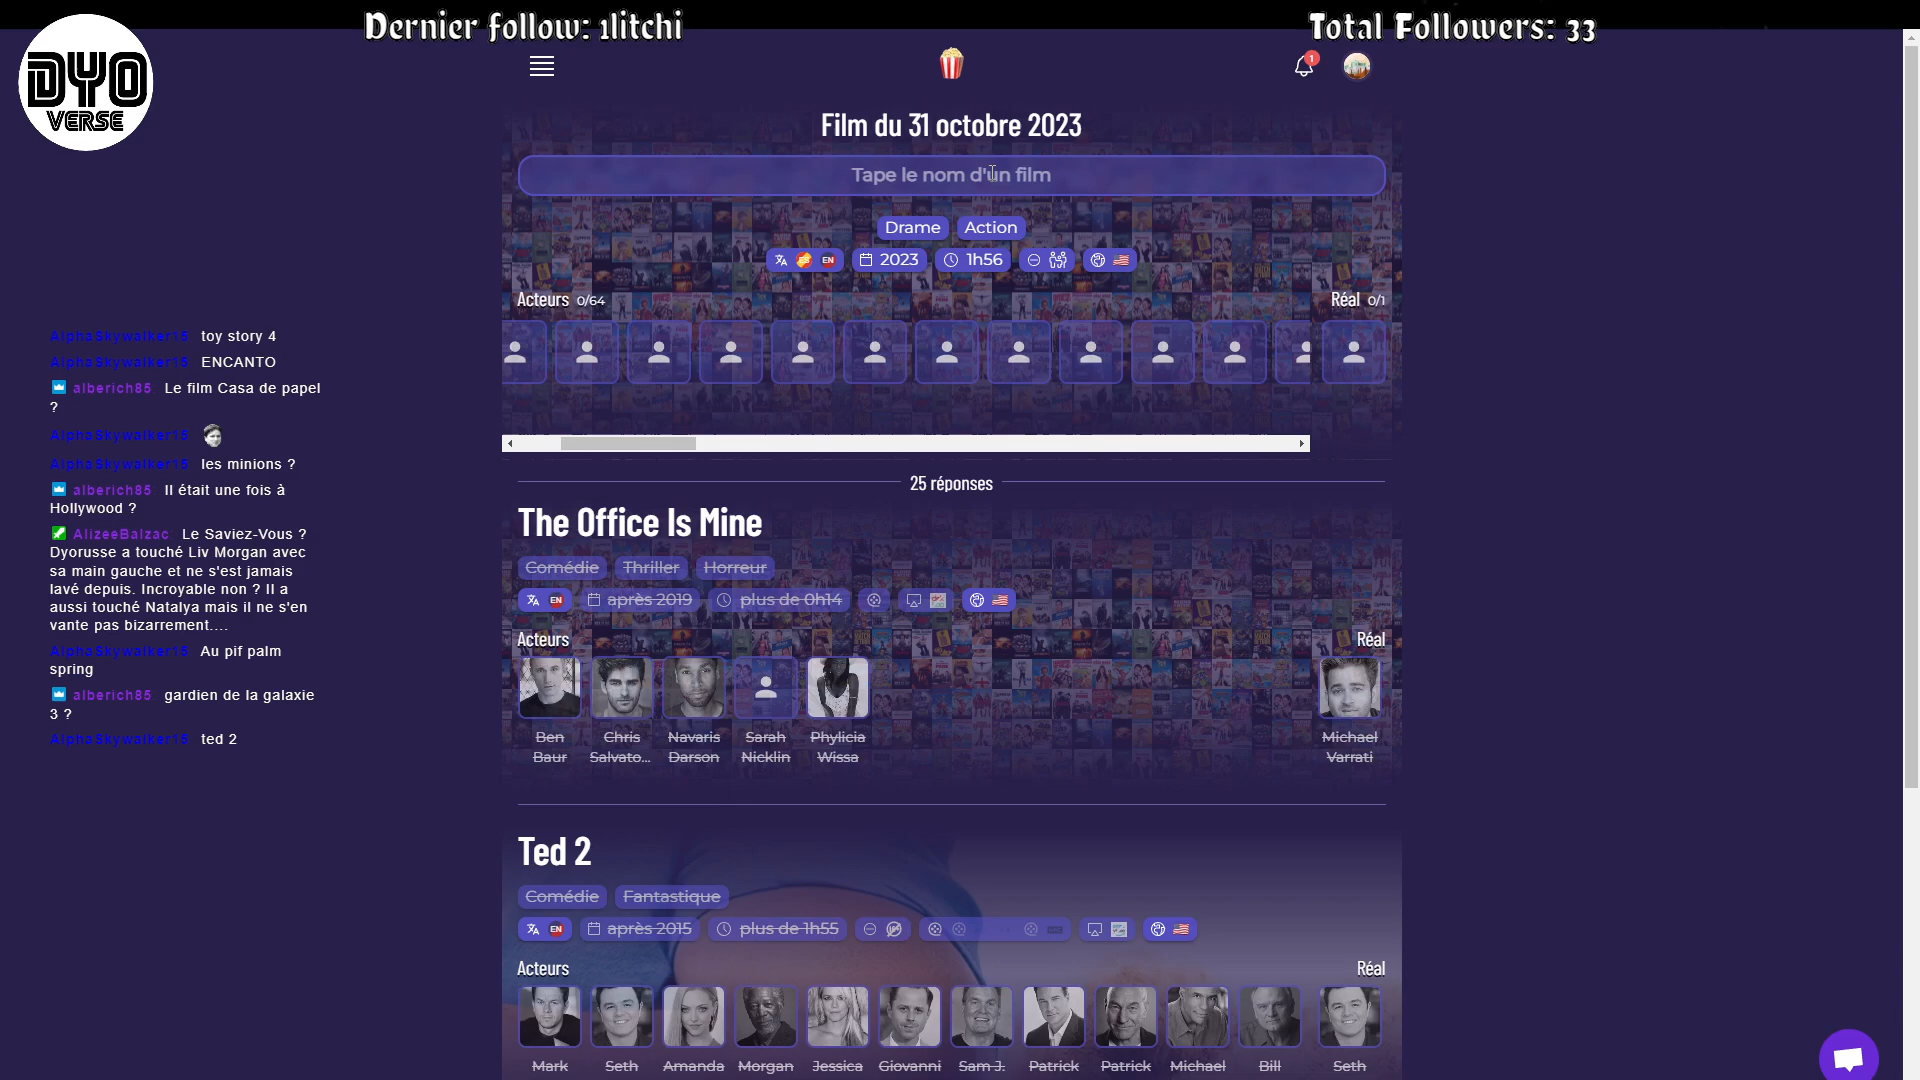 Dernier follow: 1litchi
Total Followers: 33
DYO
VERSE
1
Film du 31 octobre 2023
Tape le nom d'un film
Drame
Action
ES EN
2023
1h56
Acteurs 0/64
Réal 0/1
AlphaSkywalker15 toy story 4
AlphaSkywalker15 ENCANTO
alberich85 Le film Casa de papel
?
AlphaSkywalker15
AlphaSkywalker15 les minions ?
alberich85 Il était une fois à
Hollywood ?
AlizeeBalzac Le Saviez-Vous ?
Dyorusse a touché Liv Morgan avec
sa main gauche et ne s'est jamais
lavé depuis. Incroyable non ? Il a
aussi touché Natalya mais il ne s'en
vante pas bizarrement....
AlphaSkywalker15 Au pif palm
spring
alberich85 gardien de la galaxie
3 ?
AlphaSkywalker15 ted 2
25 réponses
The Office Is Mine
Comédie
Thriller
Horreur
EN
après 2019
plus de 0h14
Acteurs
Réal
Ben
Baur
Chris
Salvato...
Navaris
Darson
Sarah
Nicklin
Phylicia
Wissa
Michael
Varrati
Ted 2
Comédie
Fantastique
EN
après 2015
plus de 1h55
Acteurs
Réal
Mark
Seth
Amanda
Morgan
Jessica
Giovanni
Sam J.
Patrick
Patrick
Michael
Bill
Seth